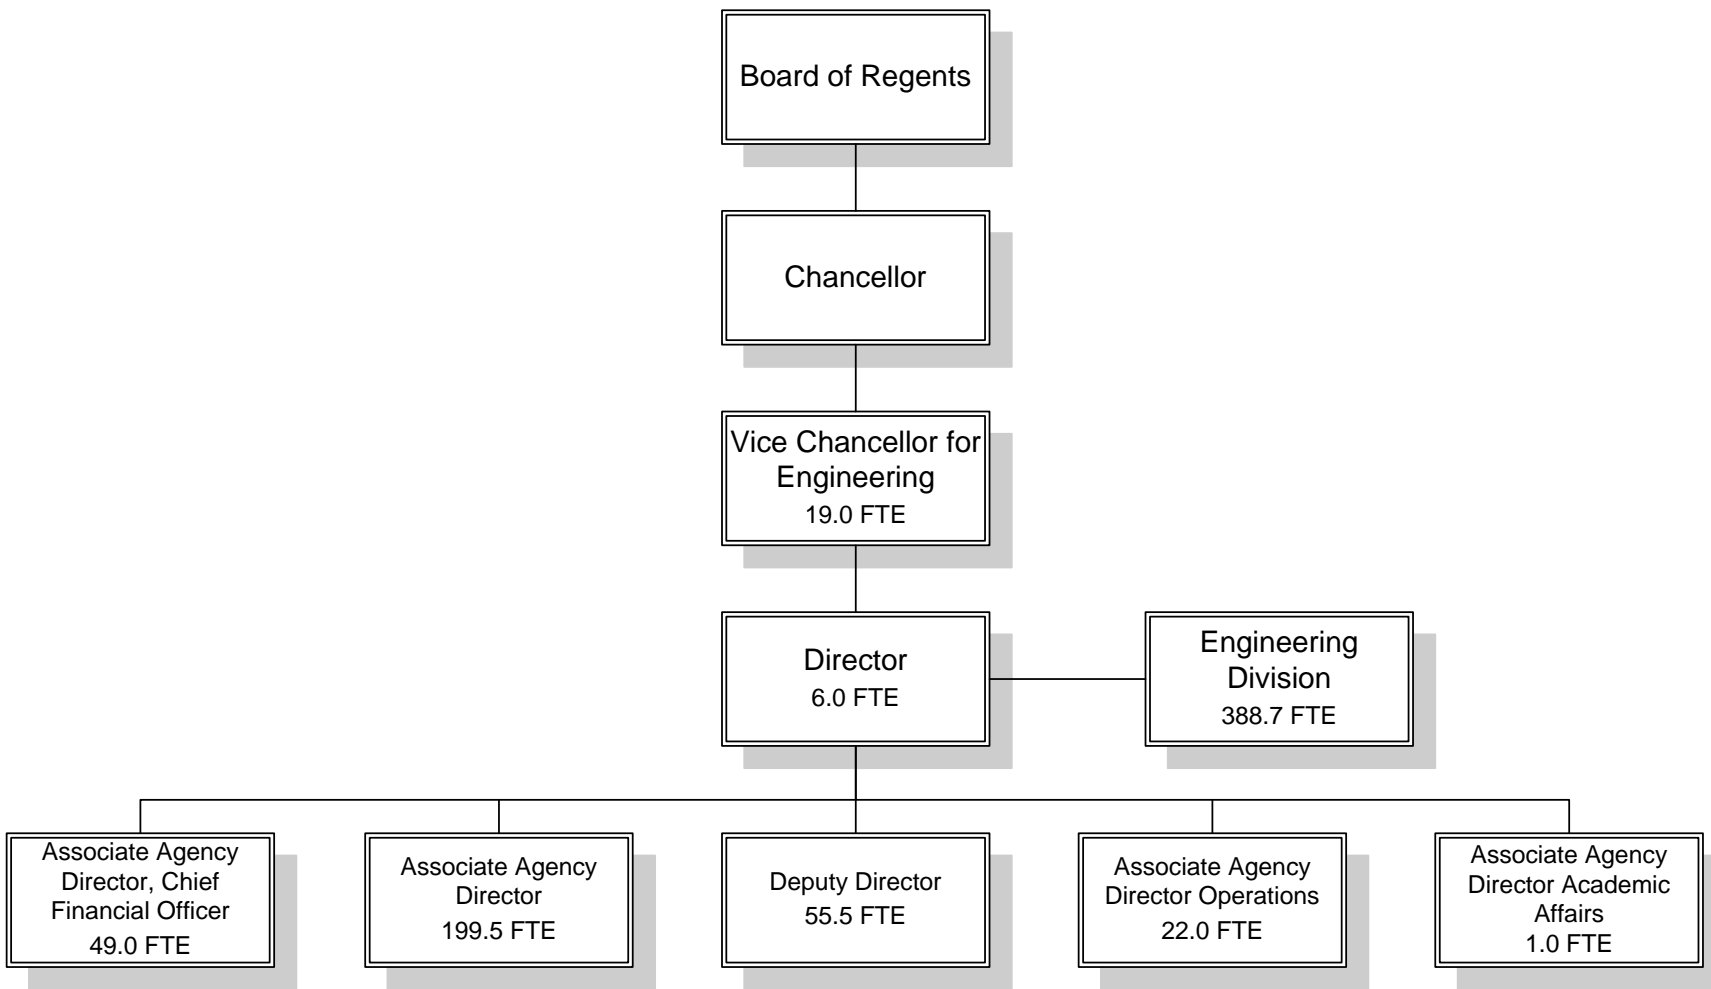 Board of Regents
Chancellor
Vice Chancellor for
Engineering
19.0 FTE
Director
6.0 FTE
Engineering
Division
388.7 FTE
Associate Agency
Director, Chief
Financial Officer
49.0 FTE
Associate Agency
Director
199.5 FTE
Deputy Director
55.5 FTE
Associate Agency
Director Operations
22.0 FTE
Associate Agency
Director Academic
Affairs
1.0 FTE